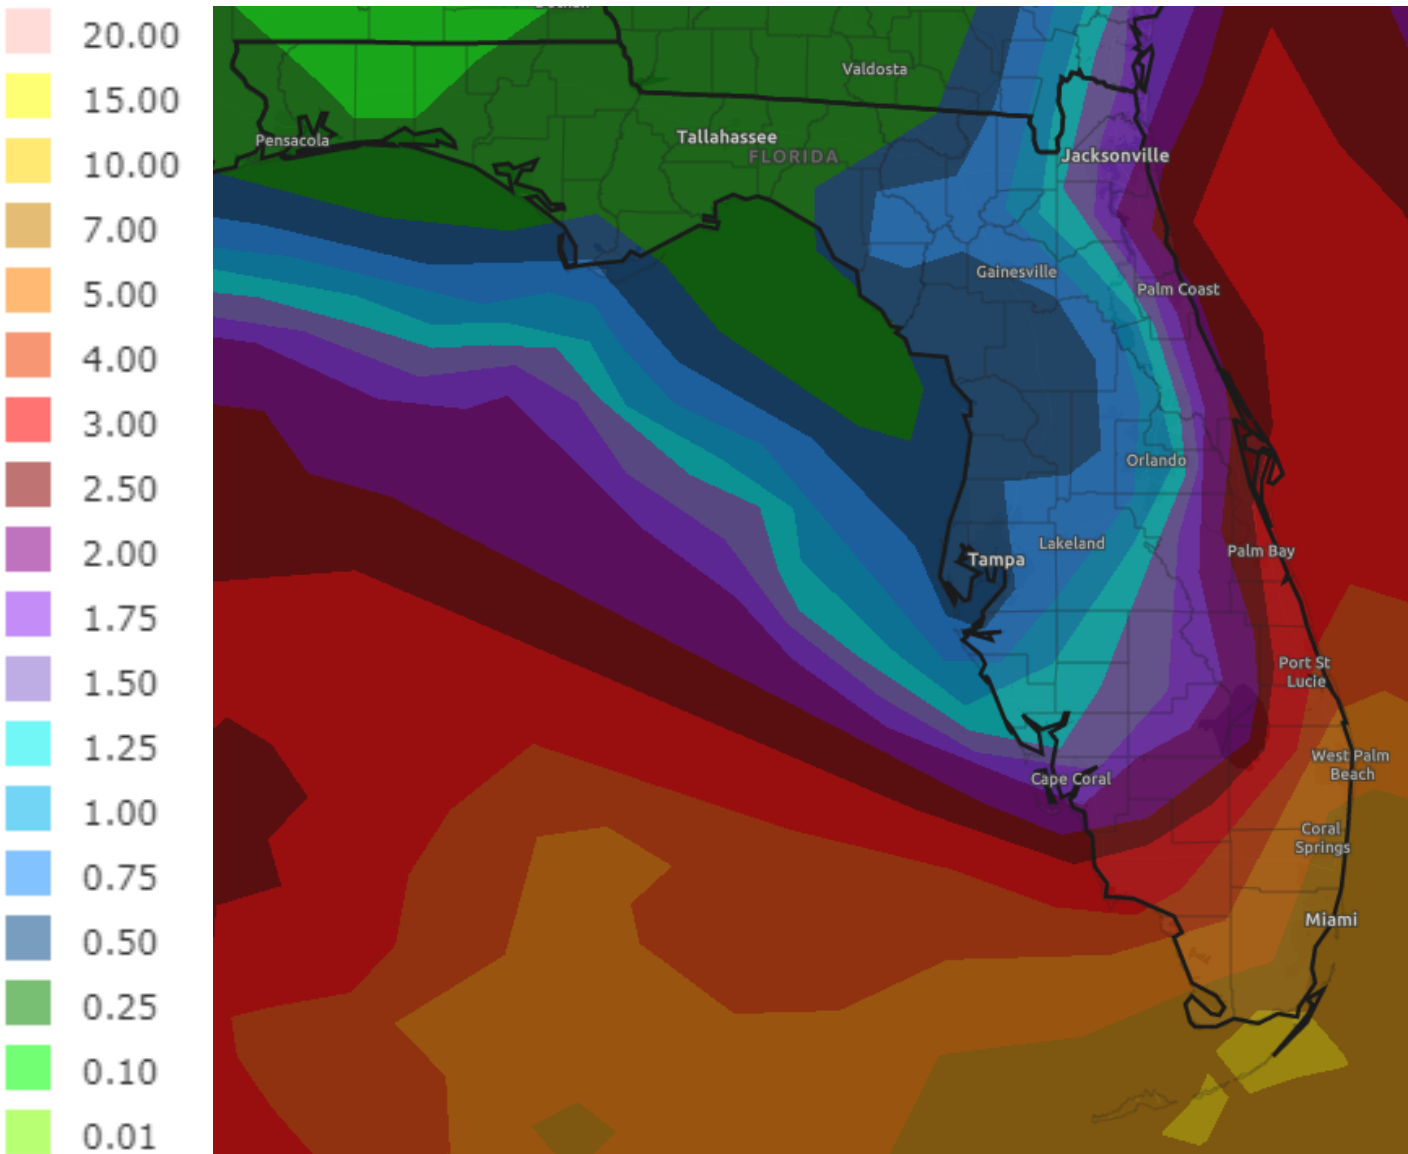 20.00
15.00
10.00
7.00
5.00
4.00
3.00
2.50
2.00
1.75
1.50
1.25
1.00
0.75
0.50
0.25
0.10
0.01
Valdosta
Pensacola
Tallahassee
FLORIDA
Jacksonville
Gainesville
Palm Coast
Orlando
Lakeland
Tampa
Palm Bay
Port St
Lucie
West Palm
Beach
Cape Coral
Coral
Springs
Miami